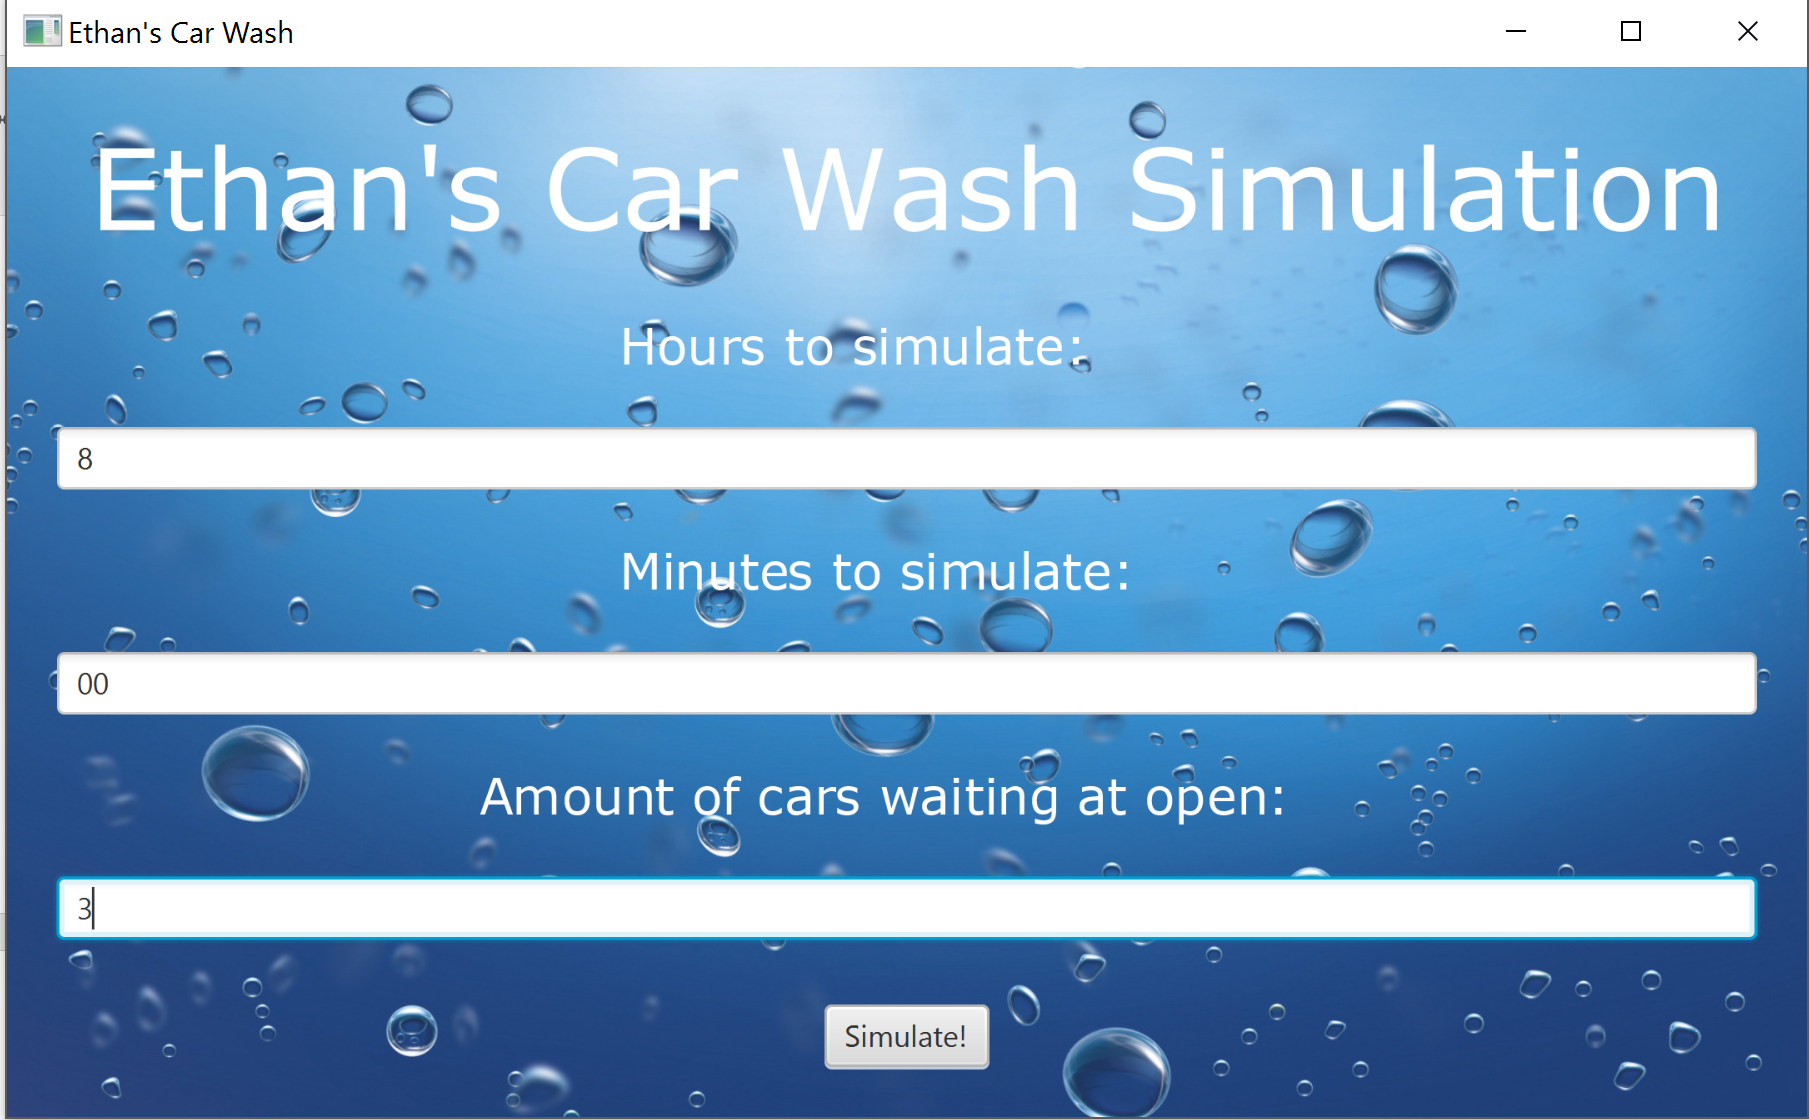 Ethan's Car Wash
Ethan's Car Wash Simulation
Hours to simulate:
8
Minutes to simulate:
00
Amount of cars waiting at open:
3
Simulate!